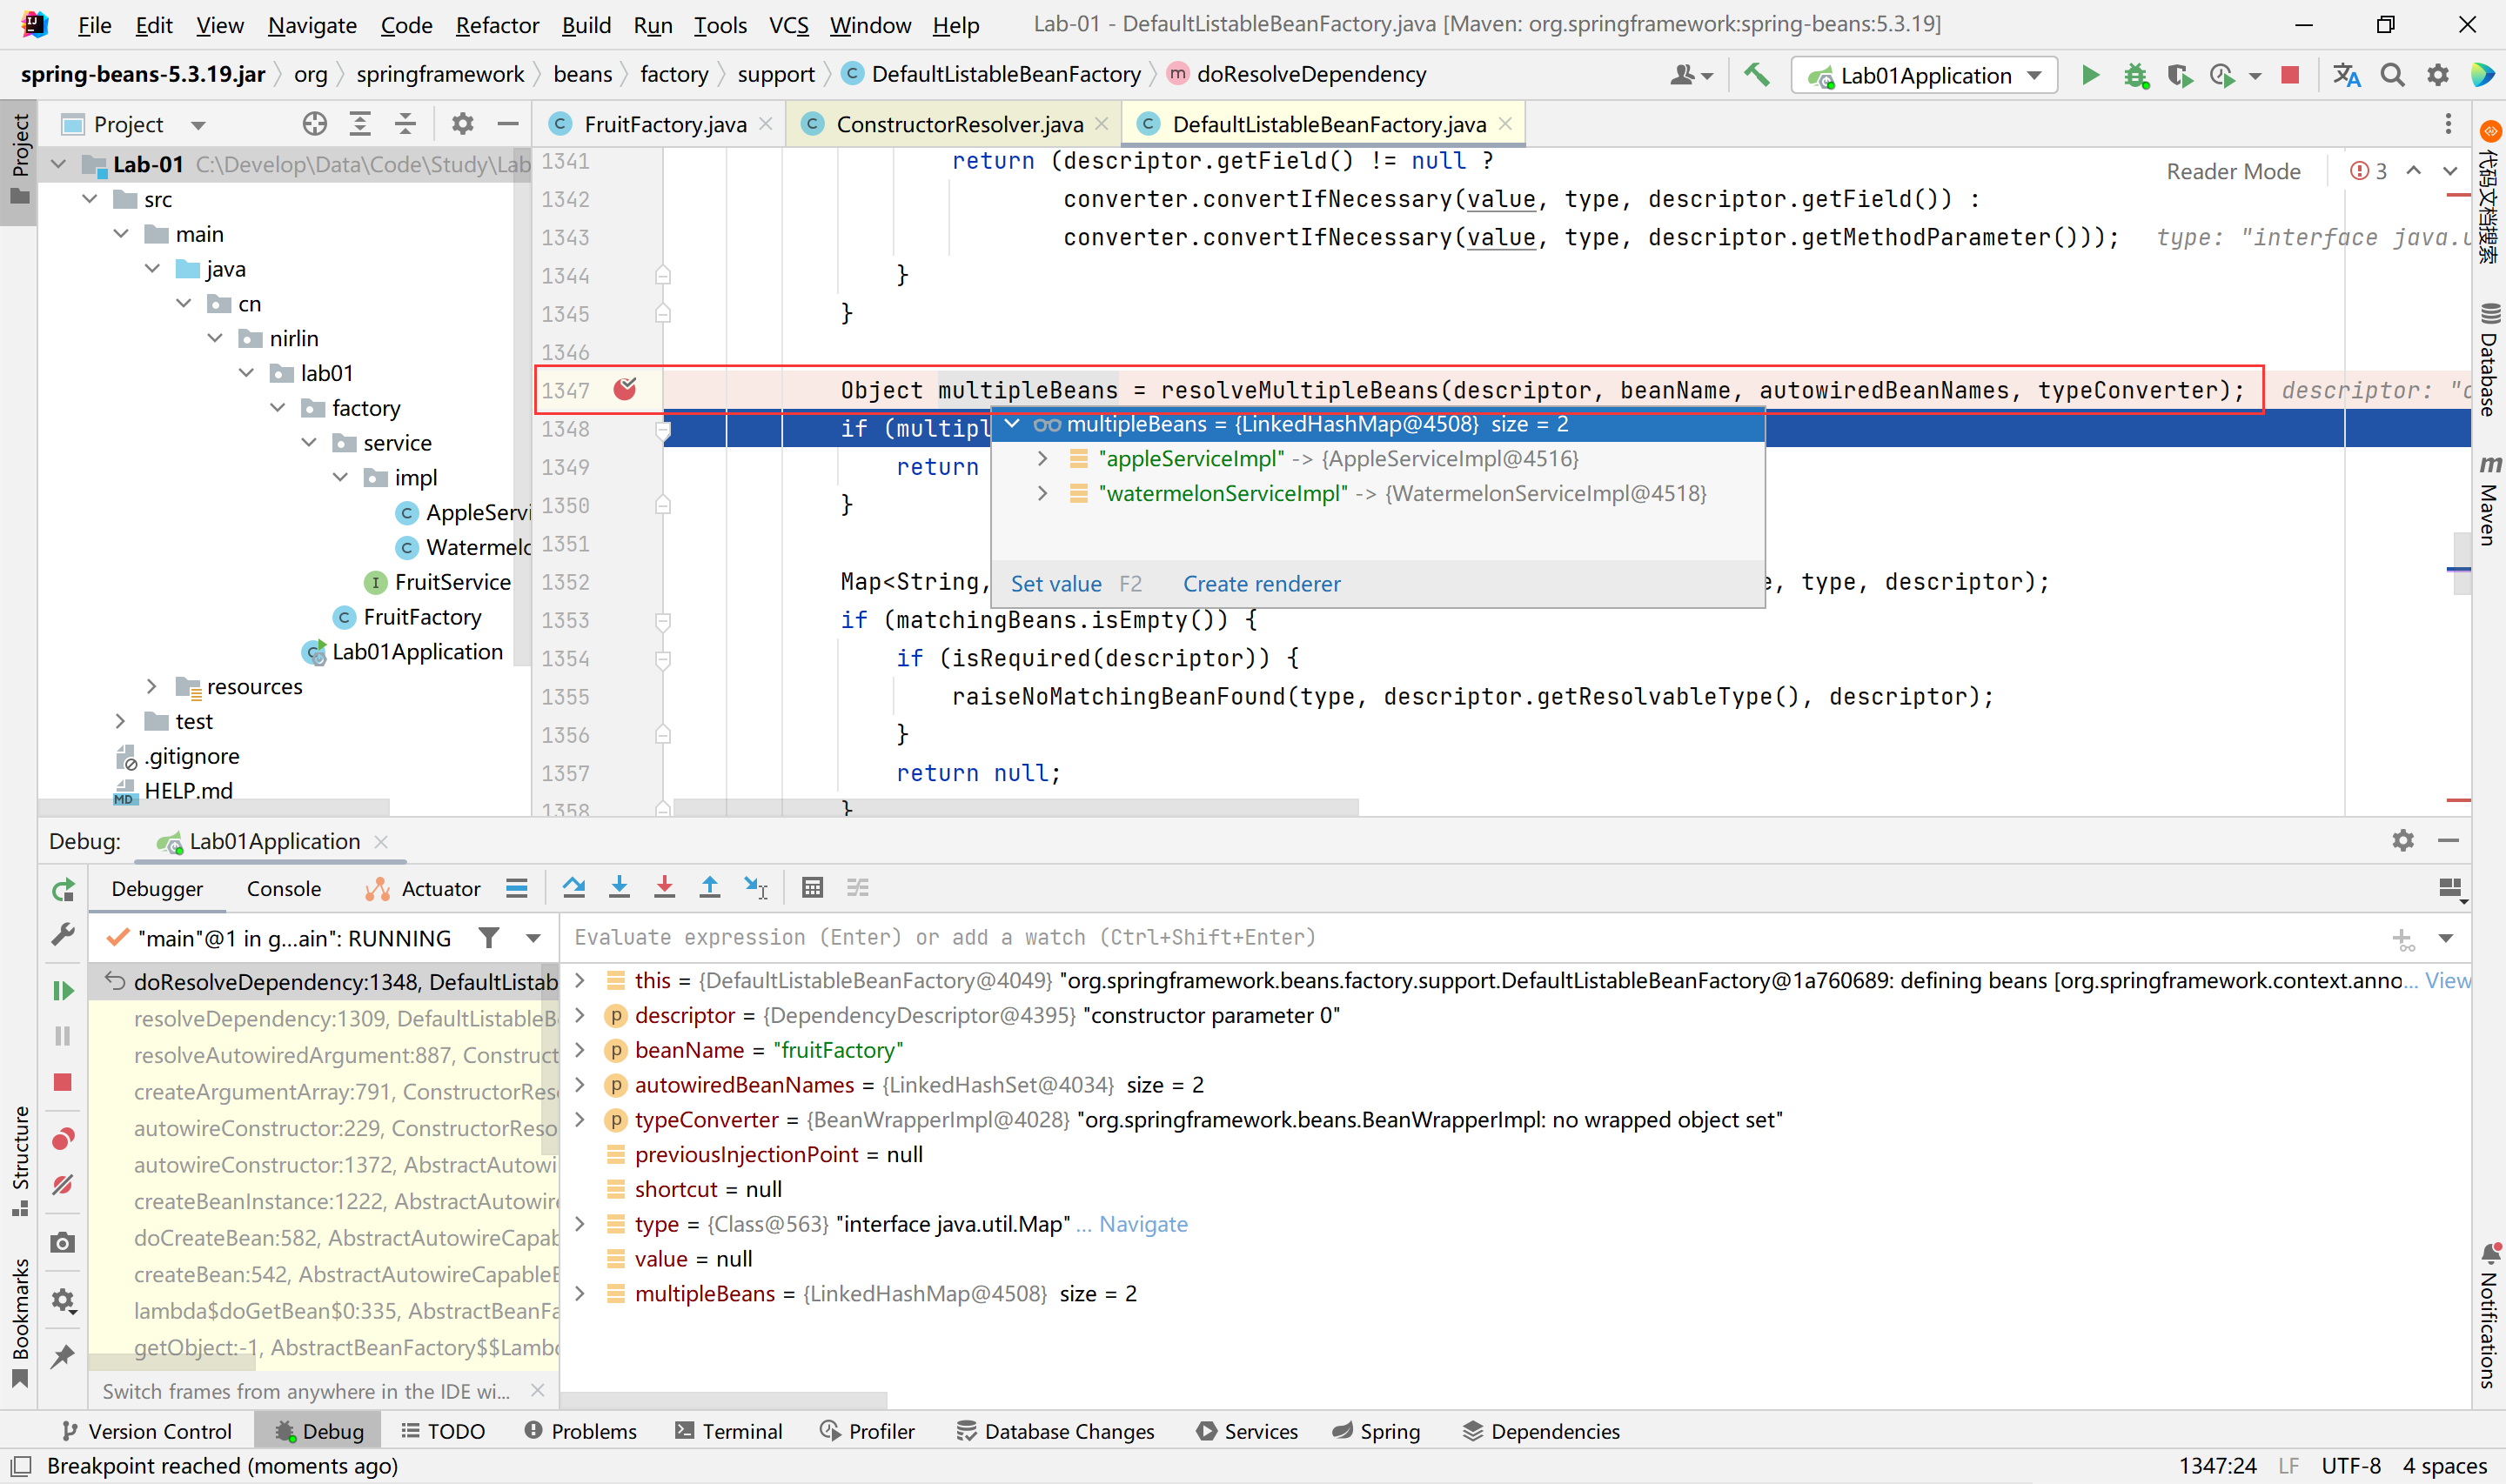 File Edit View Navigate Code Refactor Build Run Tools VCS Window Help Lab-01 - DefaultListableBeanFactory.java [Maven: org.springframework:spring-beans:5.3.19]
spring-beans-5.3.19.jar org springframework beans factory support DefaultListableBeanFactory doResolveDependency Lab01Application
Project
FruitFactory.java ConstructorResolver.java DefaultListableBeanFactory.java
Project
Structure
Bookmarks
Lab-01 C:\Develop\Data\Code\Study\Lab
src
main
java
cn
nirlin
lab01
factory
service
impl
AppleServi
Watermelo
FruitService
FruitFactory
Lab01Application
resources
test
.gitignore
HELP.md
Reader Mode 3
1341 return (descriptor.getField() != null ?
1342 converter.convertIfNecessary(value, type, descriptor.getField()) :
1343 converter.convertIfNecessary(value, type, descriptor.getMethodParameter())); type: "interface java.u
1344 }
1345 }
1346
1347 Object multipleBeans = resolveMultipleBeans(descriptor, beanName, autowiredBeanNames, typeConverter); descriptor: "c
1348 if (multipl
1349 return
1350 }
1351
1352 Map<String, , type, descriptor);
1353 if (matchingBeans.isEmpty()) {
1354 if (isRequired(descriptor)) {
1355 raiseNoMatchingBeanFound(type, descriptor.getResolvableType(), descriptor);
1356 }
1357 return null;
1358 }
multipleBeans = {LinkedHashMap@4508} size = 2
"appleServiceImpl" -> {AppleServiceImpl@4516}
"watermelonServiceImpl" -> {WatermelonServiceImpl@4518}
Set value F2 Create renderer
代码文档搜索
Database
Maven
Notifications
Debug: Lab01Application
Debugger Console Actuator
"main"@1 in g...ain": RUNNING
Evaluate expression (Enter) or add a watch (Ctrl+Shift+Enter)
doResolveDependency:1348, DefaultListab
resolveDependency:1309, DefaultListableB
resolveAutowiredArgument:887, Construct
createArgumentArray:791, ConstructorRes
autowireConstructor:229, ConstructorReso
autowireConstructor:1372, AbstractAutowi
createBeanInstance:1222, AbstractAutowire
doCreateBean:582, AbstractAutowireCapab
createBean:542, AbstractAutowireCapableB
lambda$doGetBean$0:335, AbstractBeanFa
getObject:-1, AbstractBeanFactory$$Lambd
Switch frames from anywhere in the IDE wi...
this = {DefaultListableBeanFactory@4049} "org.springframework.beans.factory.support.DefaultListableBeanFactory@1a760689: defining beans [org.springframework.context.anno... View
descriptor = {DependencyDescriptor@4395} "constructor parameter 0"
beanName = "fruitFactory"
autowiredBeanNames = {LinkedHashSet@4034} size = 2
typeConverter = {BeanWrapperImpl@4028} "org.springframework.beans.BeanWrapperImpl: no wrapped object set"
previousInjectionPoint = null
shortcut = null
type = {Class@563} "interface java.util.Map" ... Navigate
value = null
multipleBeans = {LinkedHashMap@4508} size = 2
Version Control Debug TODO Problems Terminal Profiler Database Changes Services Spring Dependencies
Breakpoint reached (moments ago) 1347:24 LF UTF-8 4 spaces